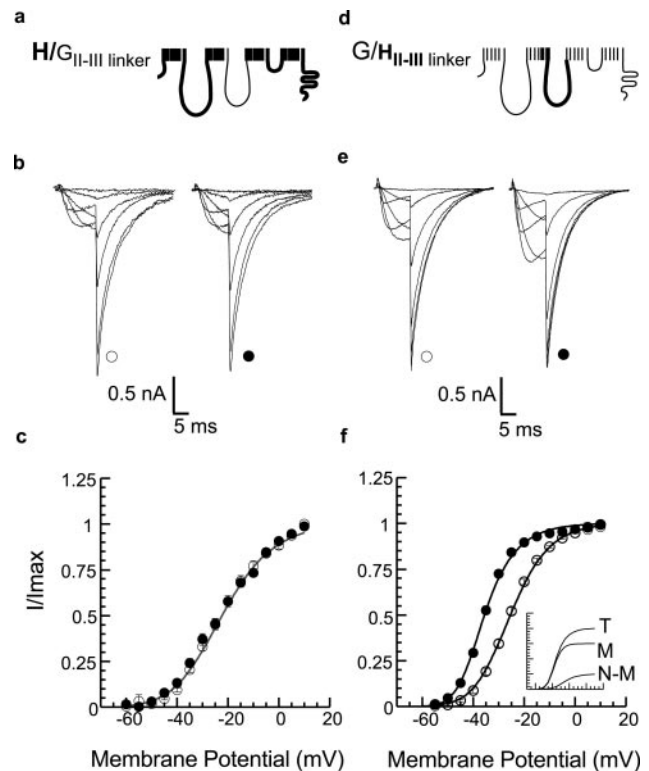 a
H/G II-III linker
d
G/H II-III linker
b
e
0.5 nA
5 ms
0.5 nA
5 ms
c
I/Imax
1.25
1
0.75
0.5
0.25
0
-60 -40 -20 0 20
Membrane Potential (mV)
f
1.25
1
0.75
0.5
0.25
0
T
M
N-M
-60 -40 -20 0 20
Membrane Potential (mV)